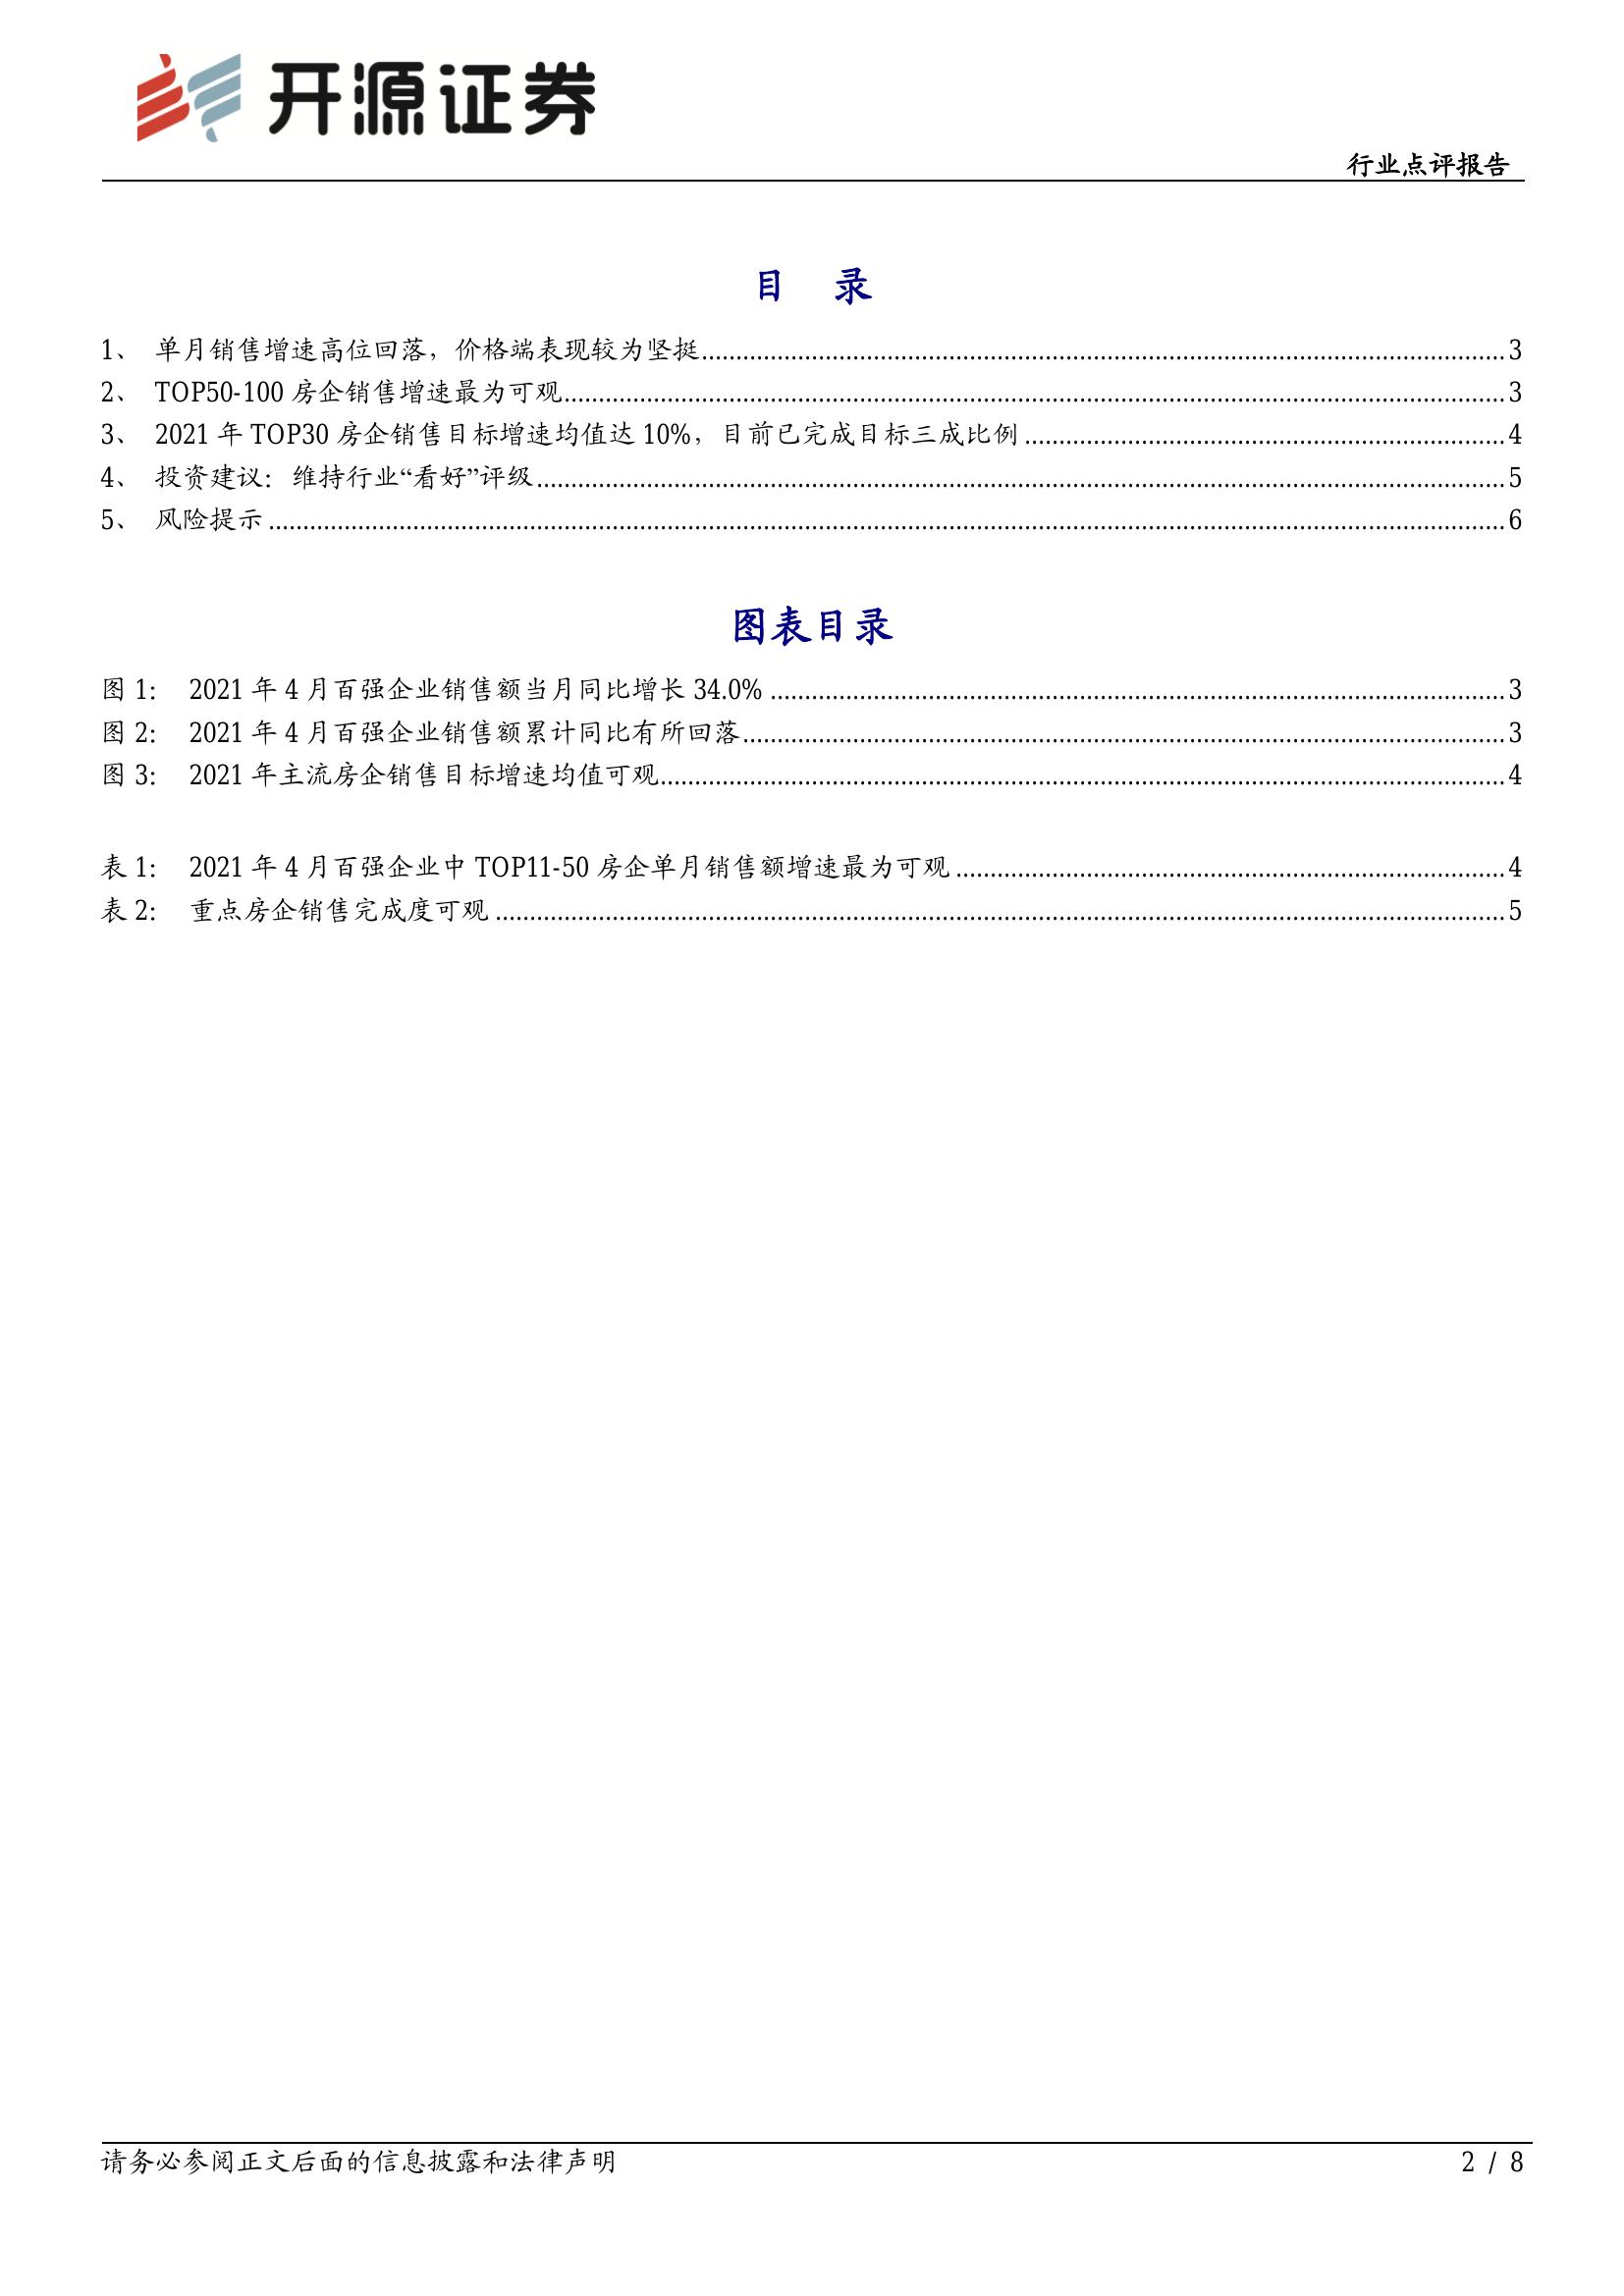 开源证券
行业点评报告
目 录
1、 单月销售增速高位回落，价格端表现较为坚挺 3
2、 TOP50-100 房企销售增速最为可观 3
3、 2021 年 TOP30 房企销售目标增速均值达 10%，目前已完成目标三成比例 4
4、 投资建议：维持行业“看好”评级 5
5、 风险提示 6
图表目录
图 1： 2021 年 4 月百强企业销售额当月同比增长 34.0% 3
图 2： 2021 年 4 月百强企业销售额累计同比有所回落 3
图 3： 2021 年主流房企销售目标增速均值可观 4
表 1： 2021 年 4 月百强企业中 TOP11-50 房企单月销售额增速最为可观 4
表 2： 重点房企销售完成度可观 5
请务必参阅正文后面的信息披露和法律声明 2 / 8